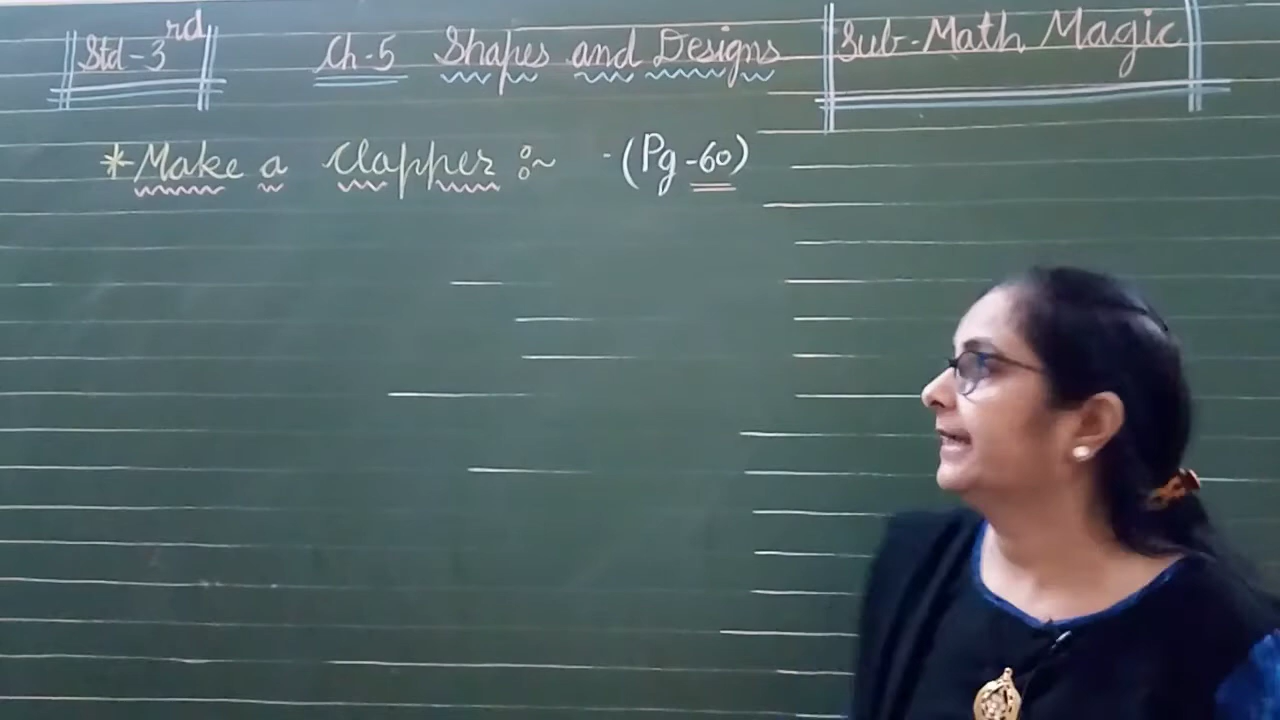 Std-3rd Ch-5 Shapes and Designs Sub-Math Magic
*Make a Clapper :~ -(Pg-60)